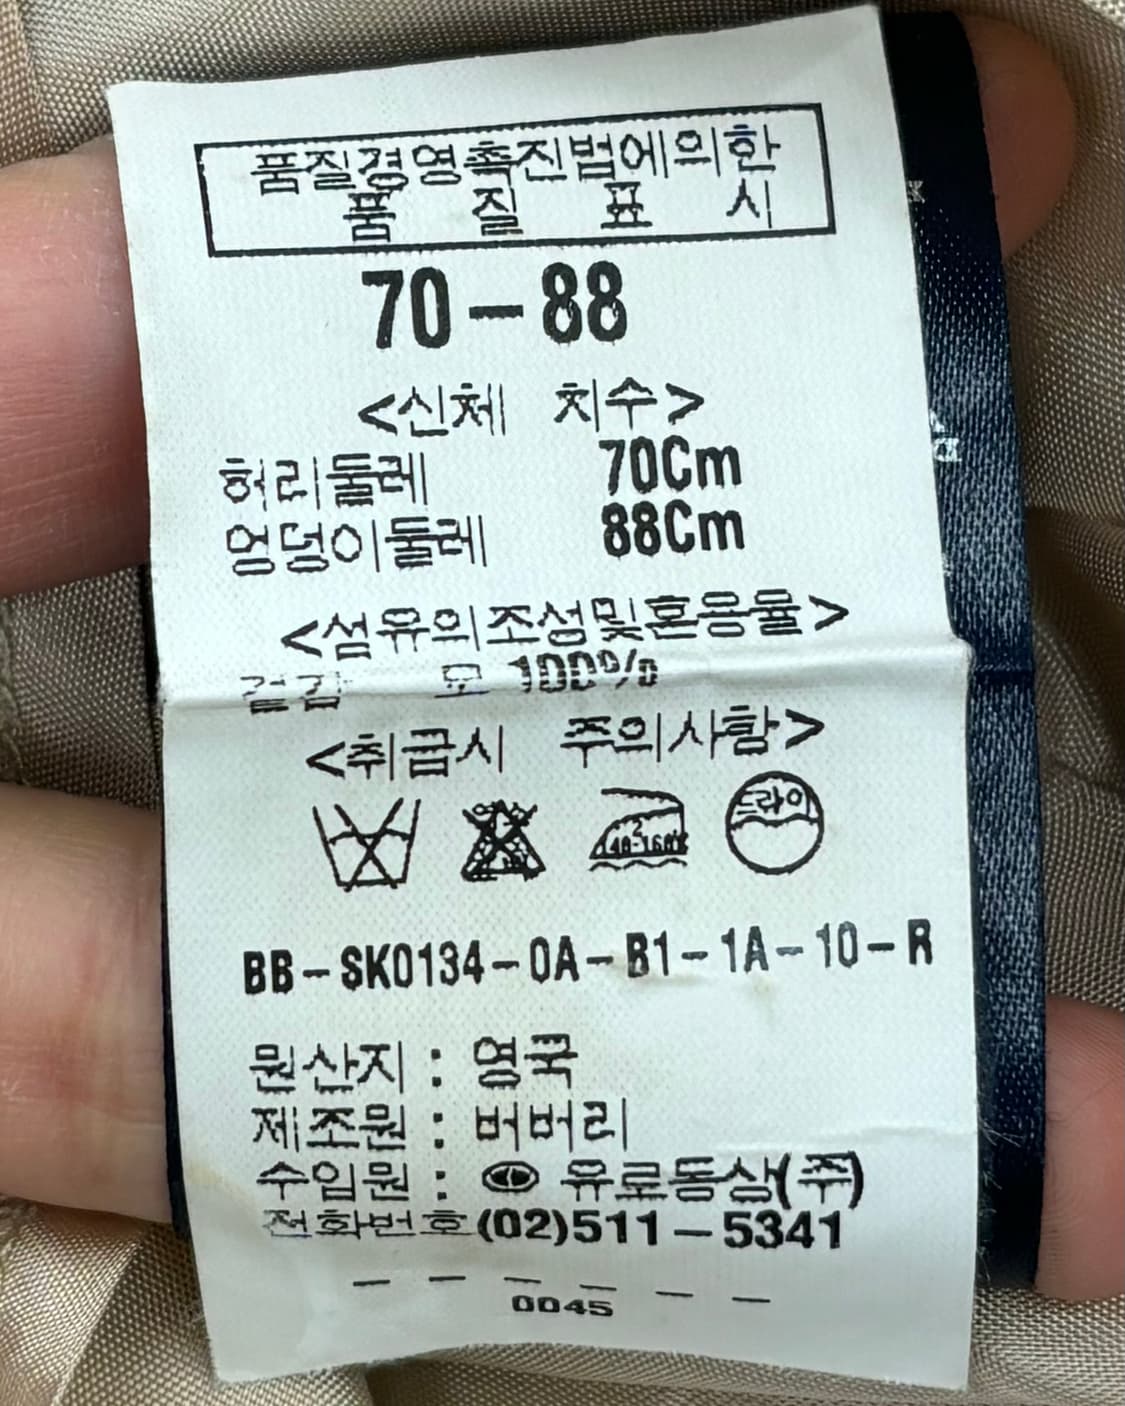 품질경영촉진법에의한
품 질 표 시
70-88
<신체 치수>
허리둘레 70Cm
엉덩이둘레 88Cm
<섬유의조성및혼용율>
겉감 모 100%
<취급시 주의사항>
드라이
BB-SK0134-0A-B1-1A-10-R
원산지 : 영국
제조원 : 버버리
수입원 : 유로통상(주)
전화번호(02)511-5341
0045